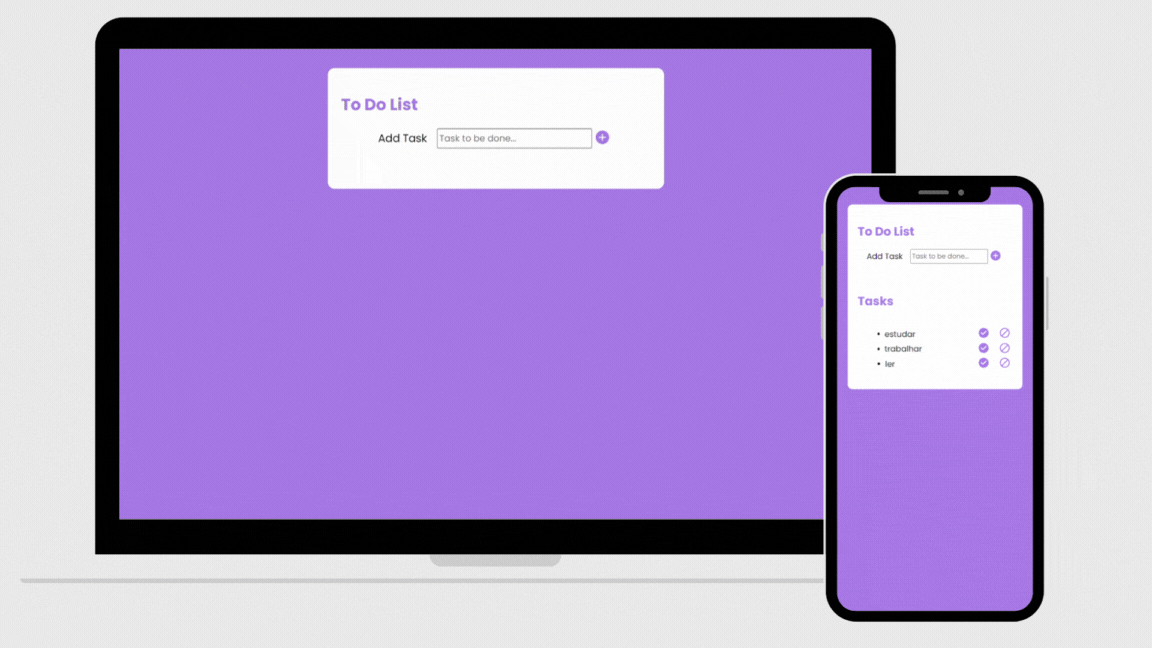 To Do List
Add Task Task to be done...
To Do List
Add Task Task to be done...
Tasks
• estudar
• trabalhar
• ler